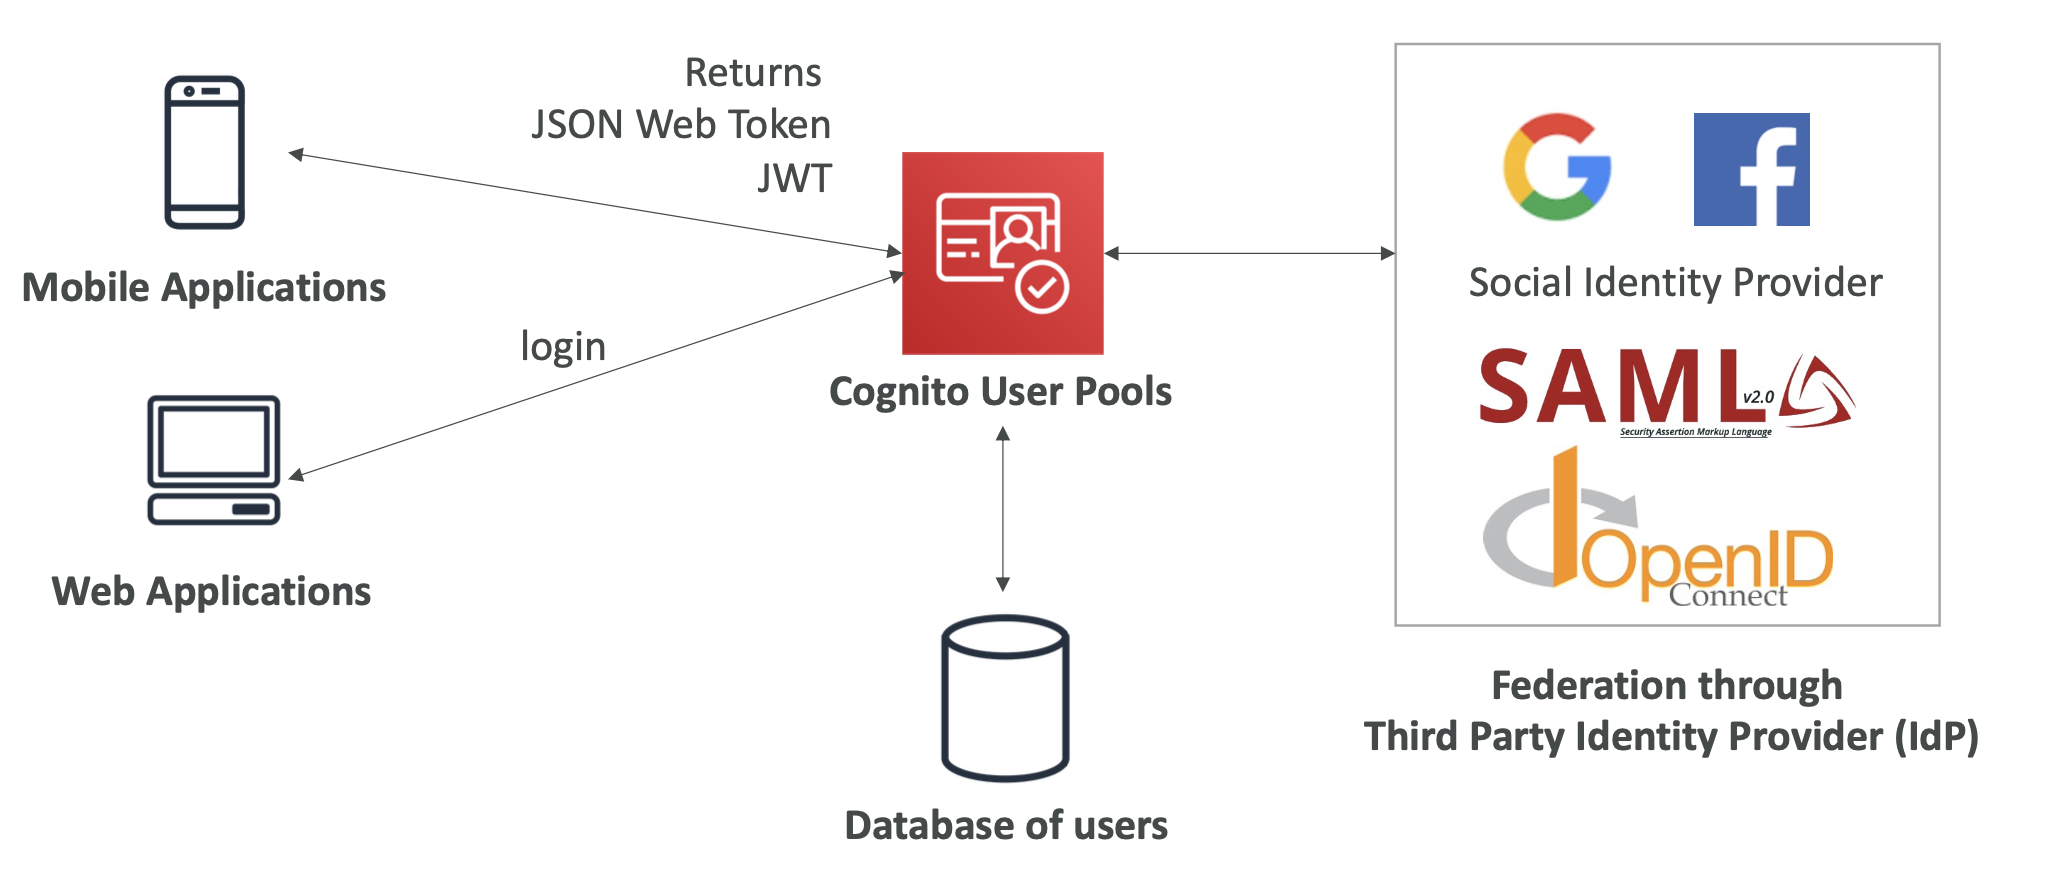 Returns
JSON Web Token
JWT
Mobile Applications
login
Web Applications
Cognito User Pools
Database of users
Social Identity Provider
SAML v2.0
Security Assertion Markup Language
OpenID
Connect
Federation through
Third Party Identity Provider (IdP)